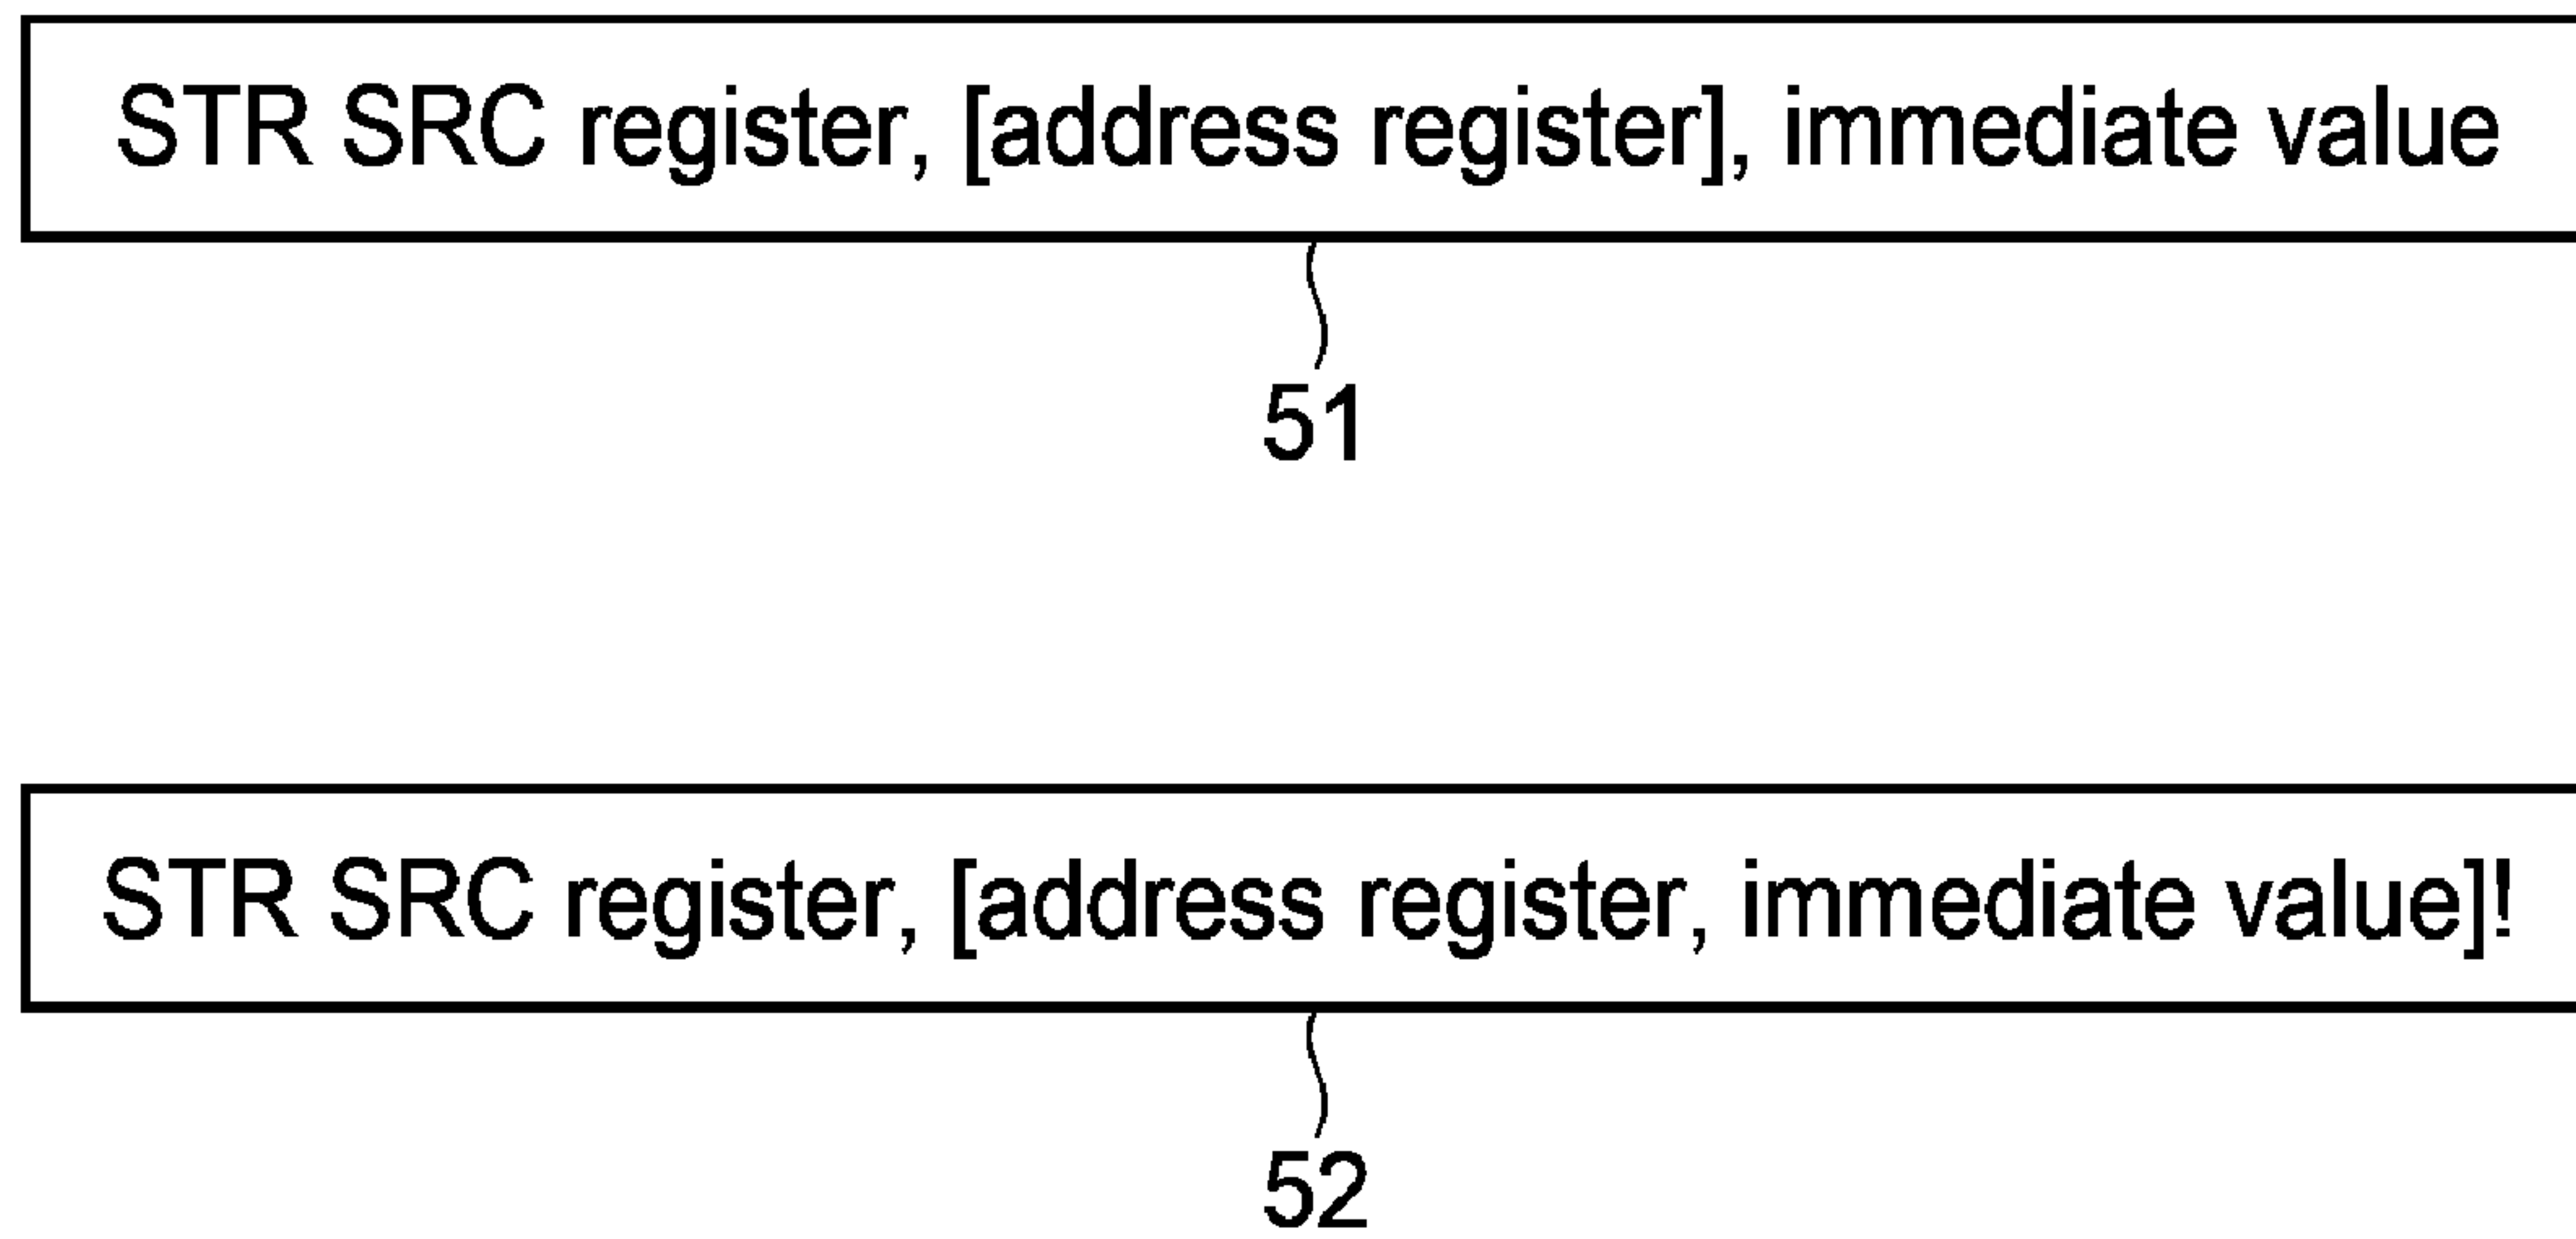 STR SRC register, [address register], immediate value
51
STR SRC register, [address register, immediate value]!
52